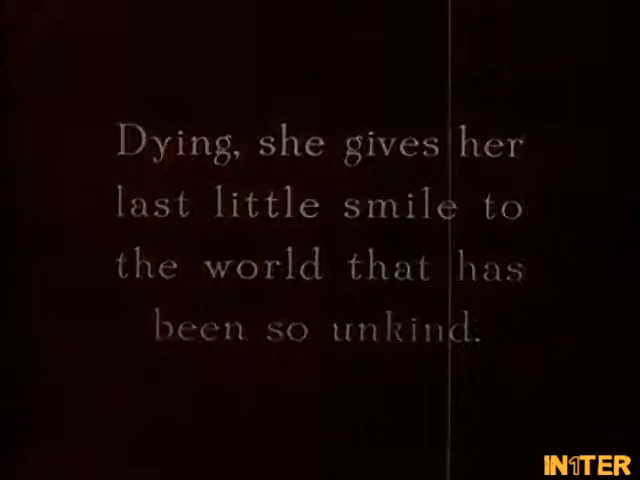 Dying, she gives her
last little smile to
the world that has
been so unkind.
IN1TER